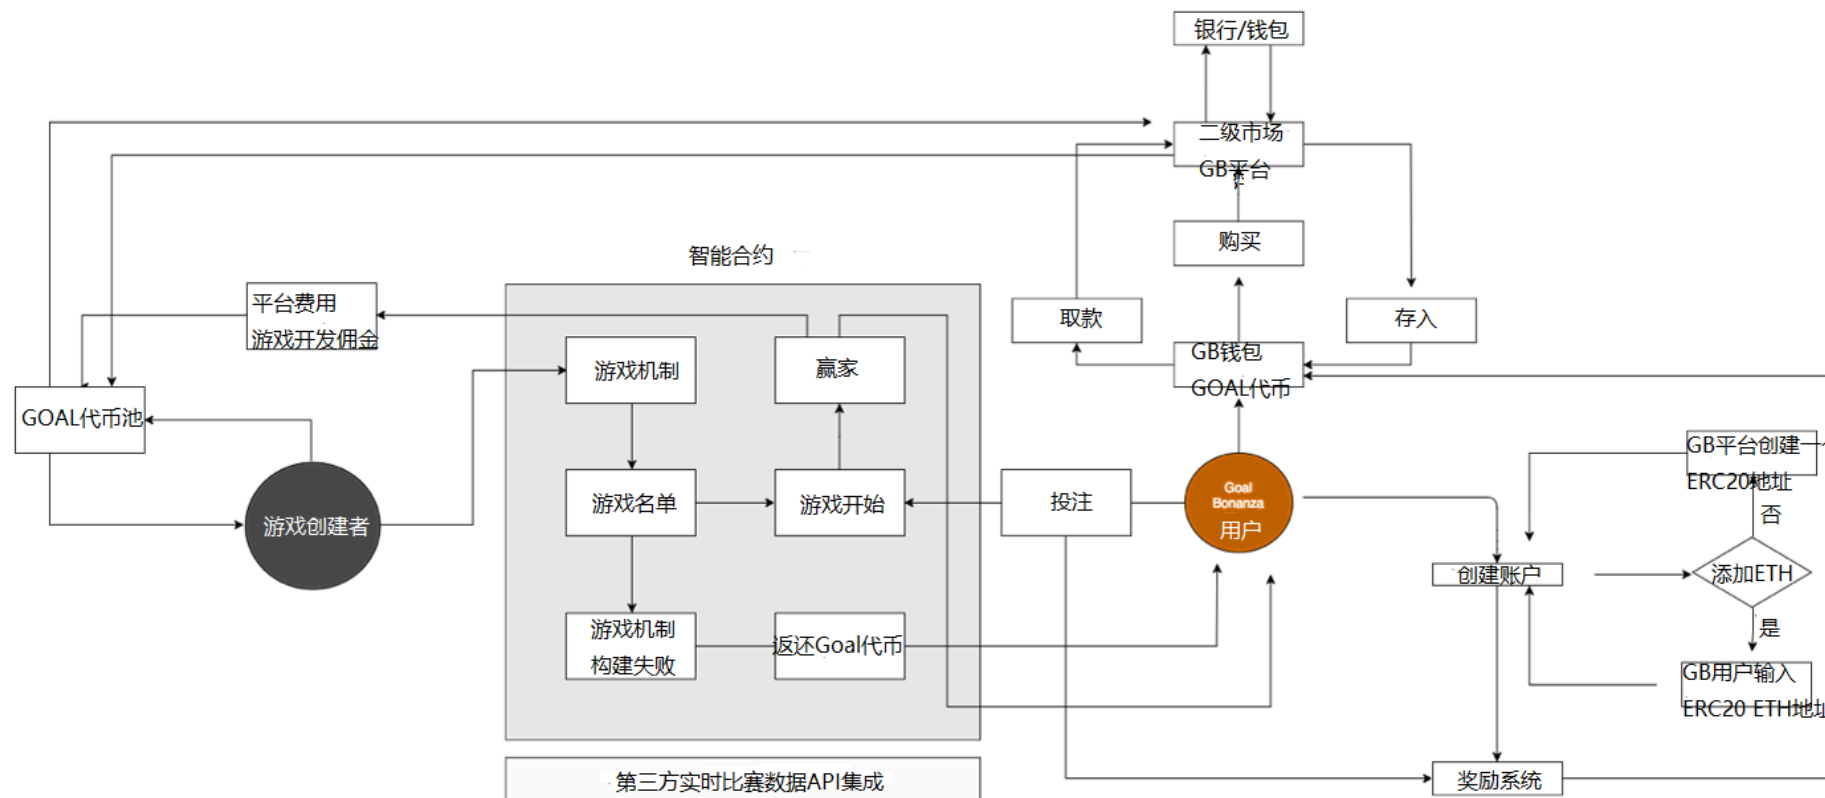 银行/钱包
二级市场
GB平台
购买
智能合约
平台费用
游戏开发佣金
取款
存入
游戏机制
赢家
GB钱包
GOAL代币
GOAL代币池
GB平台创建一个
ERC20地址
游戏创建者
游戏名单
游戏开始
投注
Goal
Bonanza
用户
否
创建账户
添加ETH
是
游戏机制
构建失败
返还Goal代币
GB用户输入
ERC20 ETH地址
第三方实时比赛数据API集成
奖励系统